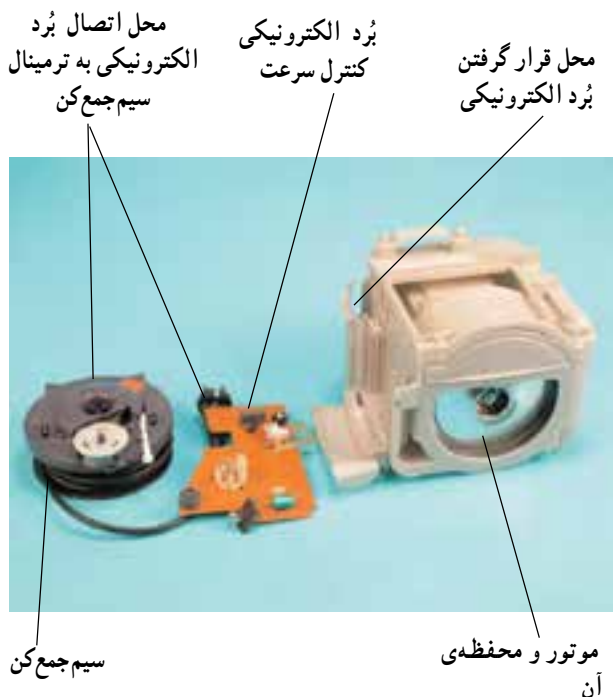 محل اتصال بُرد
الکترونیکی به ترمینال
سیم‌جمع‌کن
بُرد الکترونیکی
کنترل سرعت
محل قرار گرفتن
بُرد الکترونیکی
سیم‌جمع‌کن
موتور و محفظه‌ی
آن